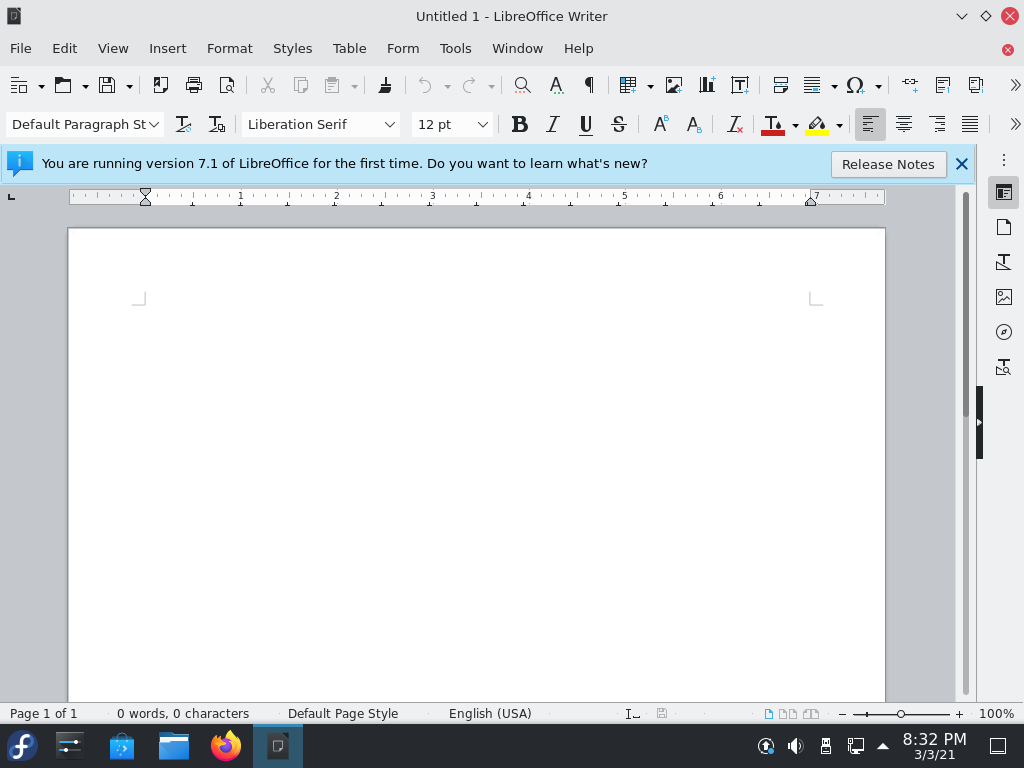 Untitled 1 - LibreOffice Writer
File Edit View Insert Format Styles Table Form Tools Window Help
Default Paragraph St Liberation Serif 12 pt
You are running version 7.1 of LibreOffice for the first time. Do you want to learn what's new? Release Notes
1 2 3 4 5 6 7
Page 1 of 1 0 words, 0 characters Default Page Style English (USA) 100%
8:32 PM
3/3/21